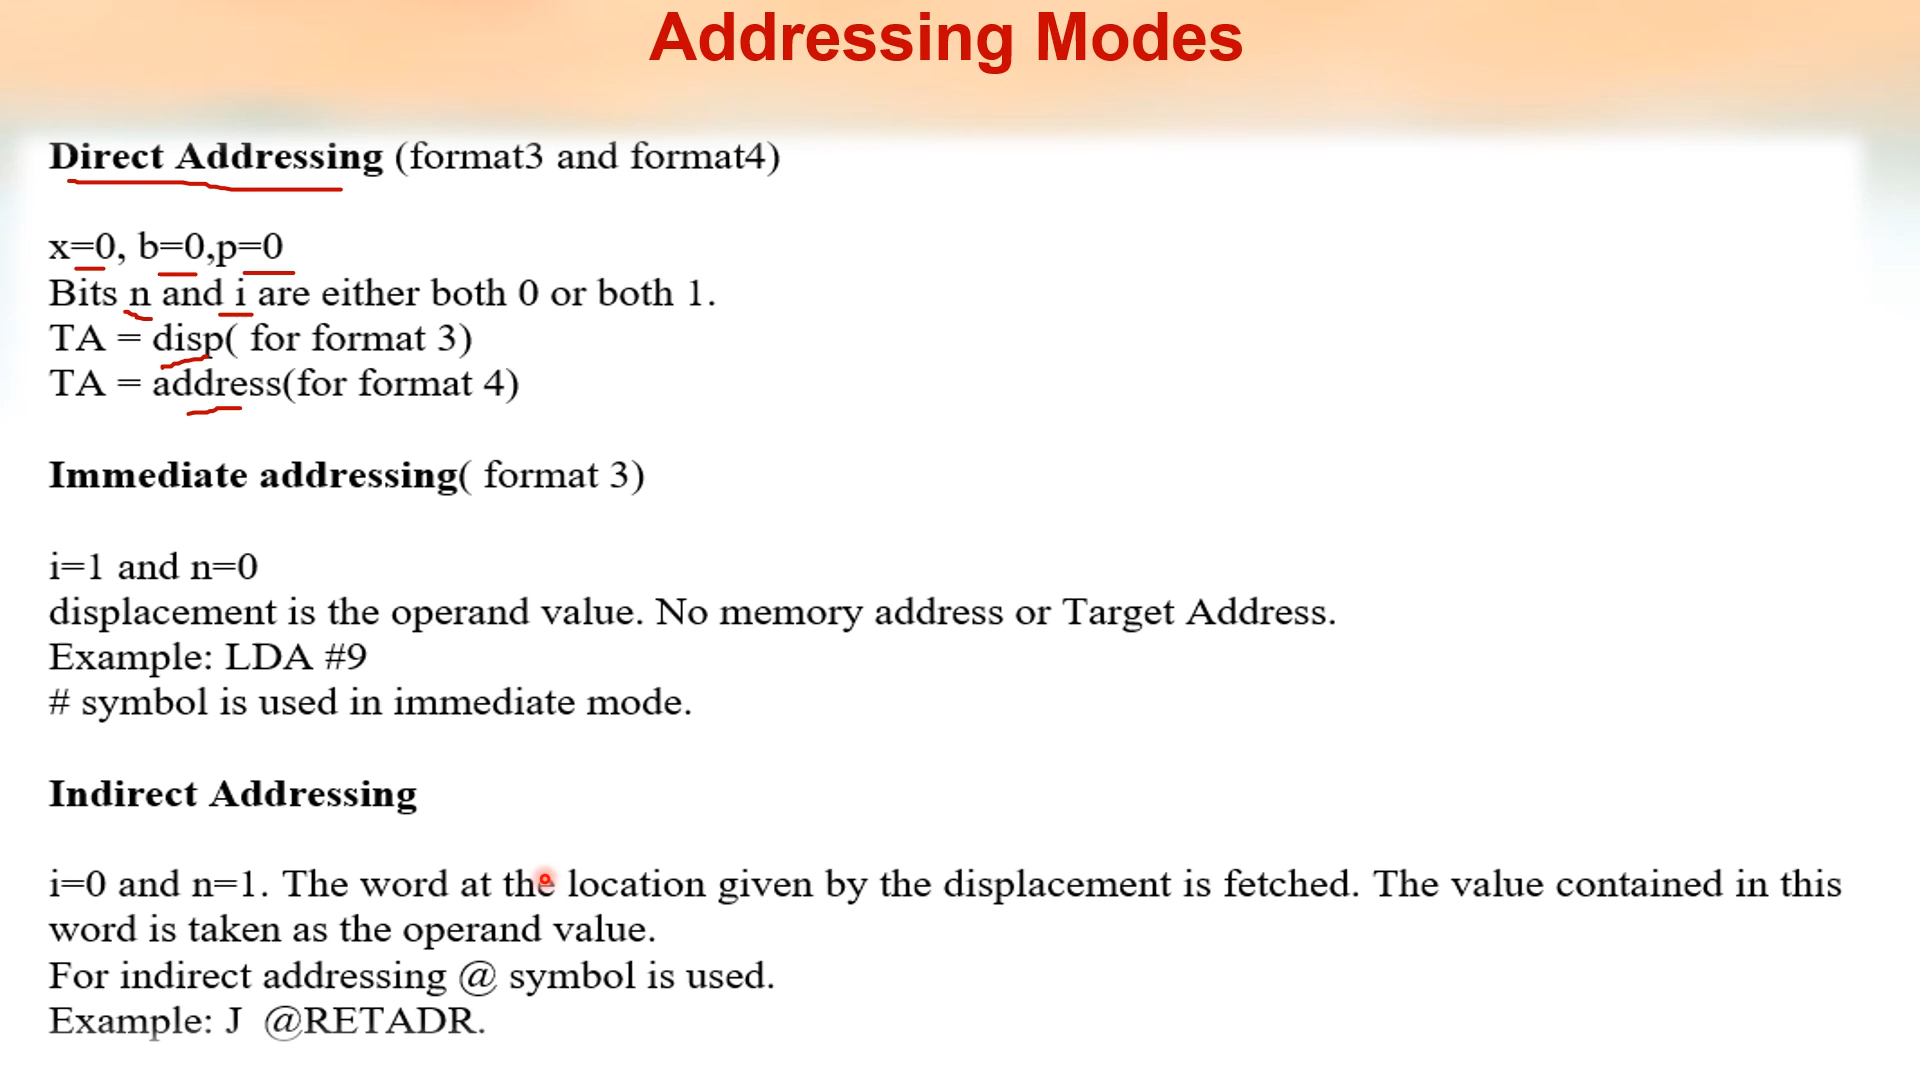 Addressing Modes
Direct Addressing (format3 and format4)
x=0, b=0,p=0
Bits n and i are either both 0 or both 1.
TA = disp( for format 3)
TA = address(for format 4)
Immediate addressing( format 3)
i=1 and n=0
displacement is the operand value. No memory address or Target Address.
Example: LDA #9
# symbol is used in immediate mode.
Indirect Addressing
i=0 and n=1. The word at the location given by the displacement is fetched. The value contained in this
word is taken as the operand value.
For indirect addressing @ symbol is used.
Example: J @RETADR.